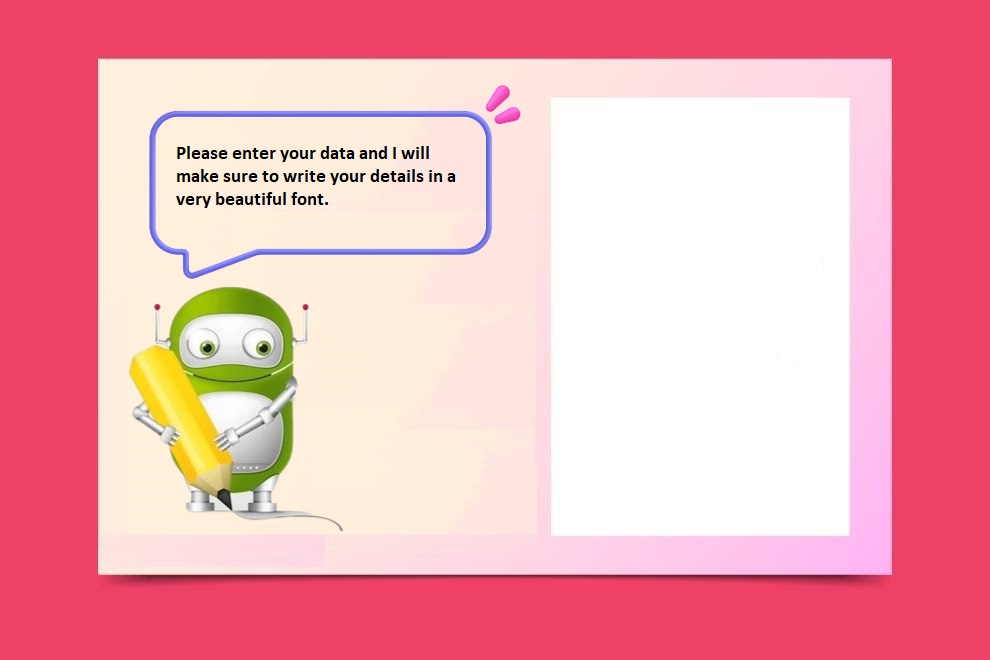 Please enter your data and I will
make sure to write your details in a
very beautiful font.